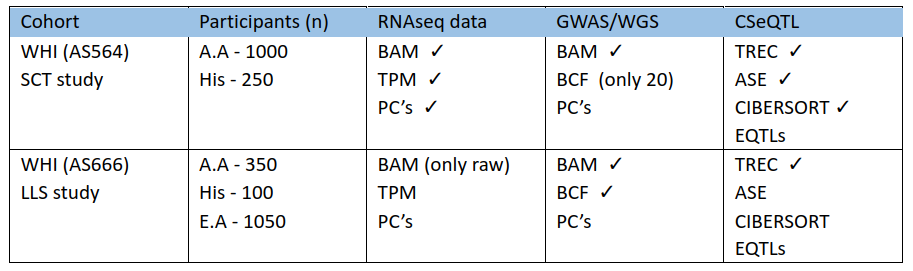 Cohort Participants (n) RNAseq data GWAS/WGS CSeQTL
WHI (AS564) A.A - 1000 BAM ✓ BAM ✓ TREC ✓
SCT study His - 250 TPM ✓ BCF (only 20) ASE ✓
PC's ✓ PC's CIBERSORT ✓
EQTLs
WHI (AS666) A.A - 350 BAM (only raw) BAM ✓ TREC ✓
LLS study His - 100 TPM BCF ✓ ASE
E.A - 1050 PC's PC's CIBERSORT
EQTLs